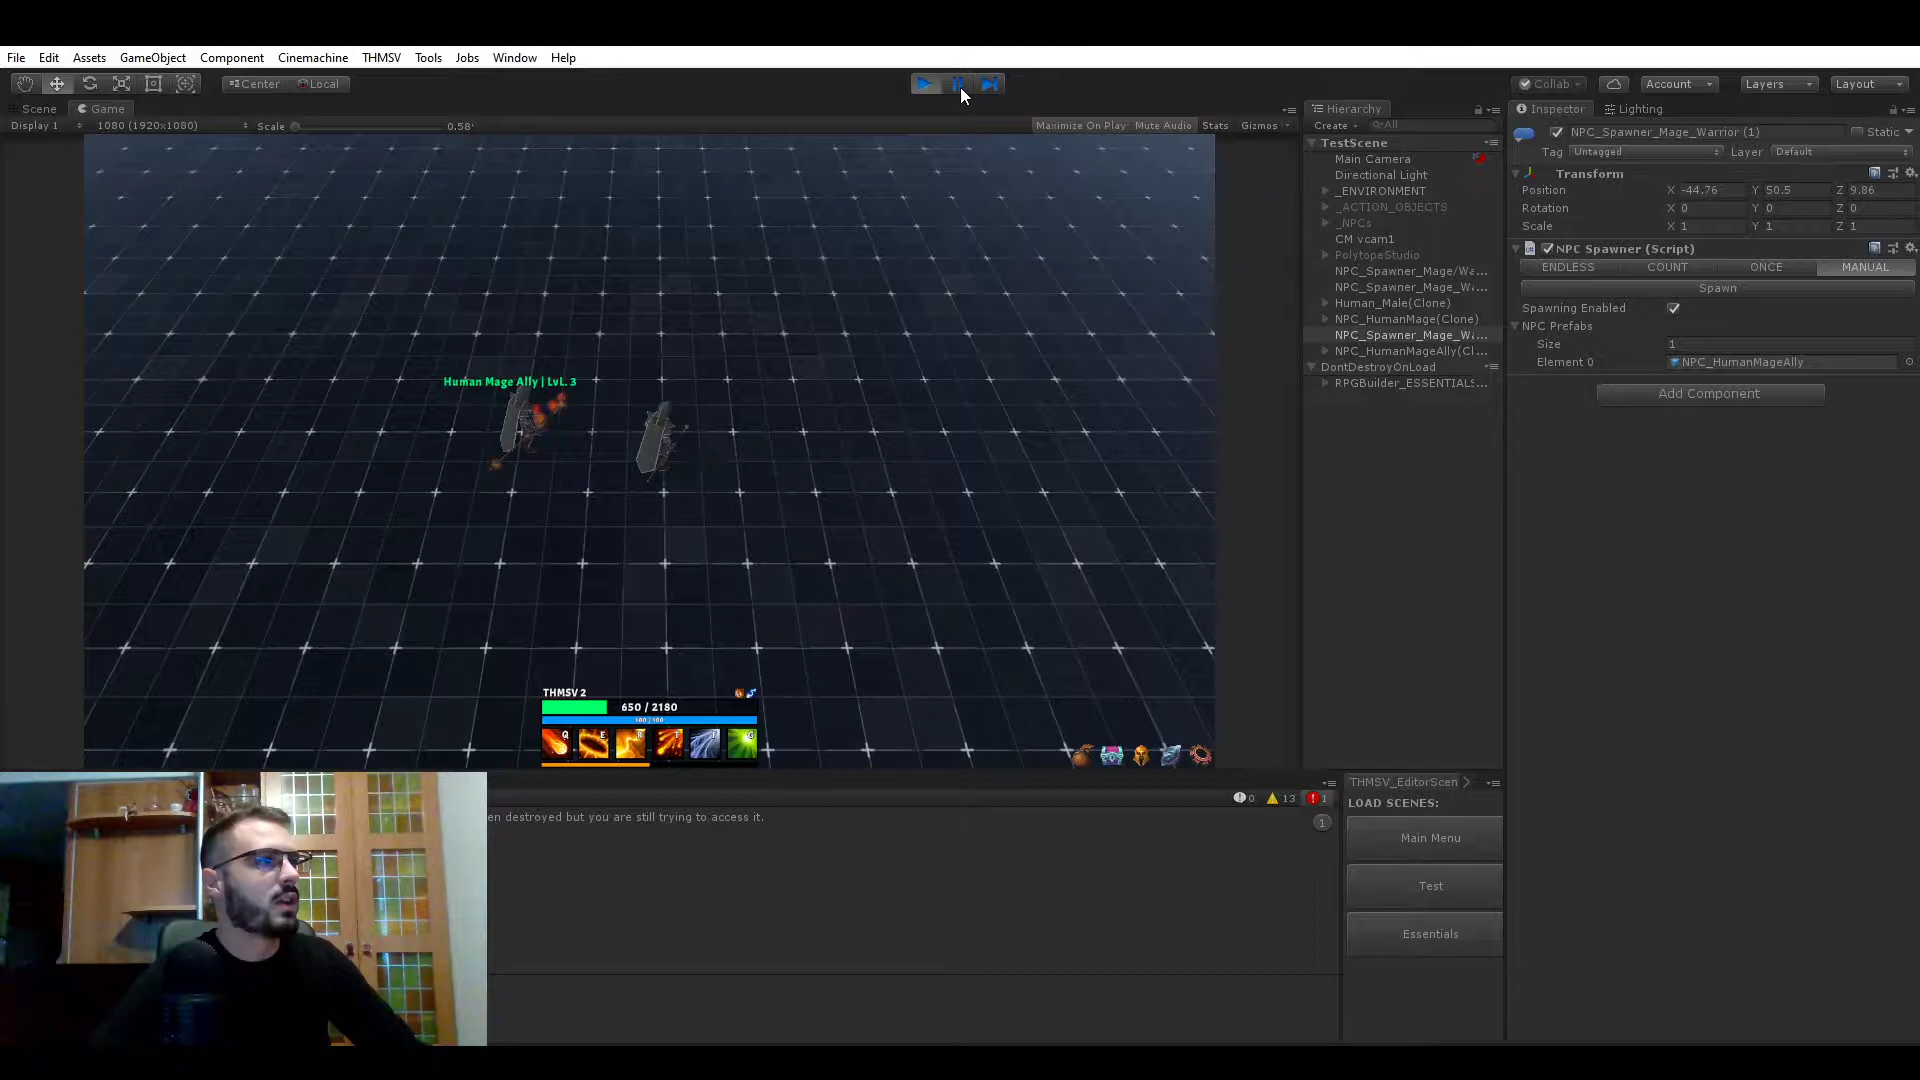 File Edit Assets GameObject Component Cinemachine THMSV Tools Jobs Window Help
Center Local Collab Account Layers Layout
Scene Game
Display 1 1080 (1920x1080) Scale 0.58 Maximize On Play Mute Audio Stats Gizmos
Human Mage Ally | LvL. 3
THMSV 2
650 / 2180
100 / 100
Q E R T F
Hierarchy
Create All
TestScene
Main Camera
Directional Light
_ENVIRONMENT
_ACTION_OBJECTS
_NPCs
CM vcam1
PolytopeStudio
NPC_Spawner_Mage/Wa...
NPC_Spawner_Mage_Wa...
Human_Male(Clone)
NPC_HumanMage(Clone)
NPC_Spawner_Mage_Wa...
NPC_HumanMageAlly(Cl...
DontDestroyOnLoad
RPGBuilder_ESSENTIALS...
Inspector Lighting
NPC_Spawner_Mage_Warrior (1) Static
Tag Untagged Layer Default
Transform
Position X -44.76 Y 50.5 Z 9.86
Rotation X 0 Y 0 Z 0
Scale X 1 Y 1 Z 1
NPC Spawner (Script)
ENDLESS COUNT ONCE MANUAL
Spawn
Spawning Enabled
NPC Prefabs
Size 1
Element 0 NPC_HumanMageAlly
Add Component
0 13 1
en destroyed but you are still trying to access it. 1
THMSV_EditorScen
LOAD SCENES:
Main Menu
Test
Essentials